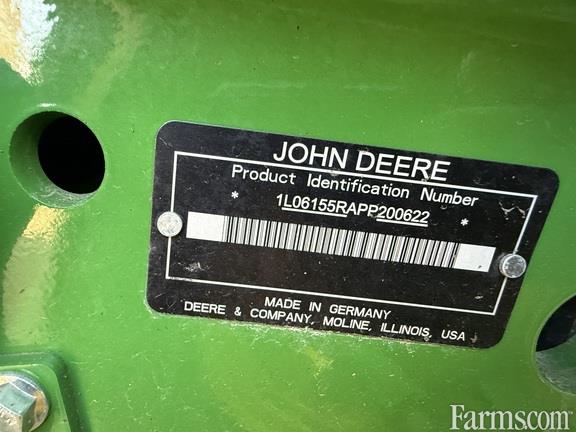 JOHN DEERE
Product Identification Number
* 1L06155RAPP200622 *
MADE IN GERMANY
DEERE & COMPANY, MOLINE, ILLINOIS, USA
Farms.com